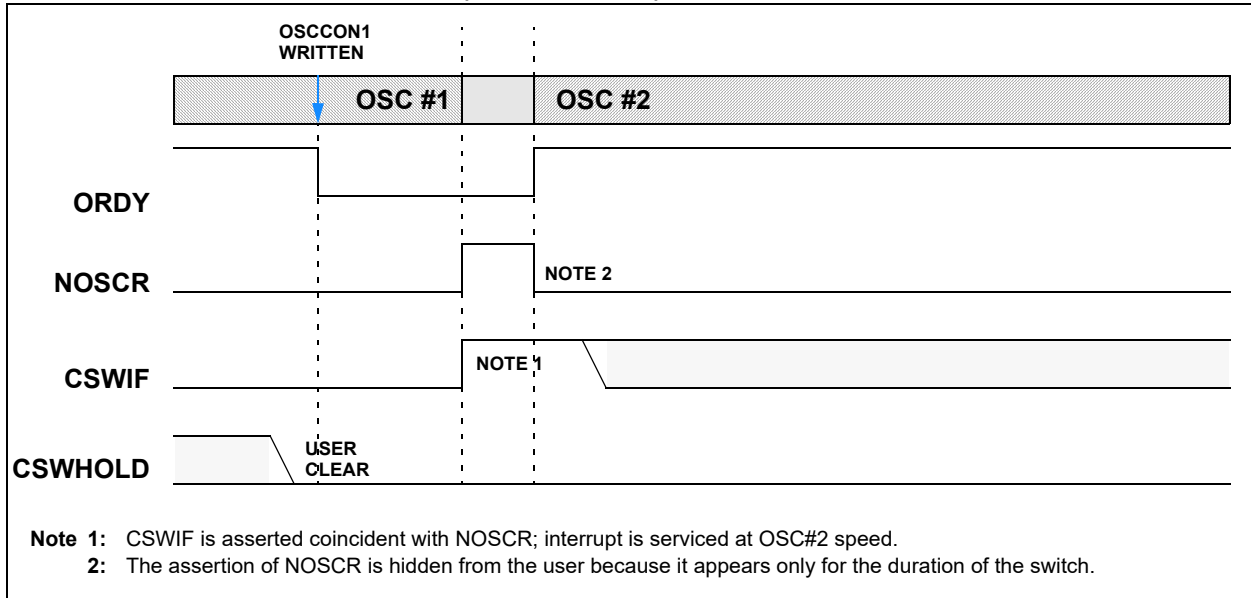 OSCCON1
WRITTEN
OSC #1 OSC #2
ORDY
NOSCR NOTE 2
CSWIF NOTE 1
CSWHOLD USER
CLEAR
Note 1: CSWIF is asserted coincident with NOSCR; interrupt is serviced at OSC#2 speed.
2: The assertion of NOSCR is hidden from the user because it appears only for the duration of the switch.